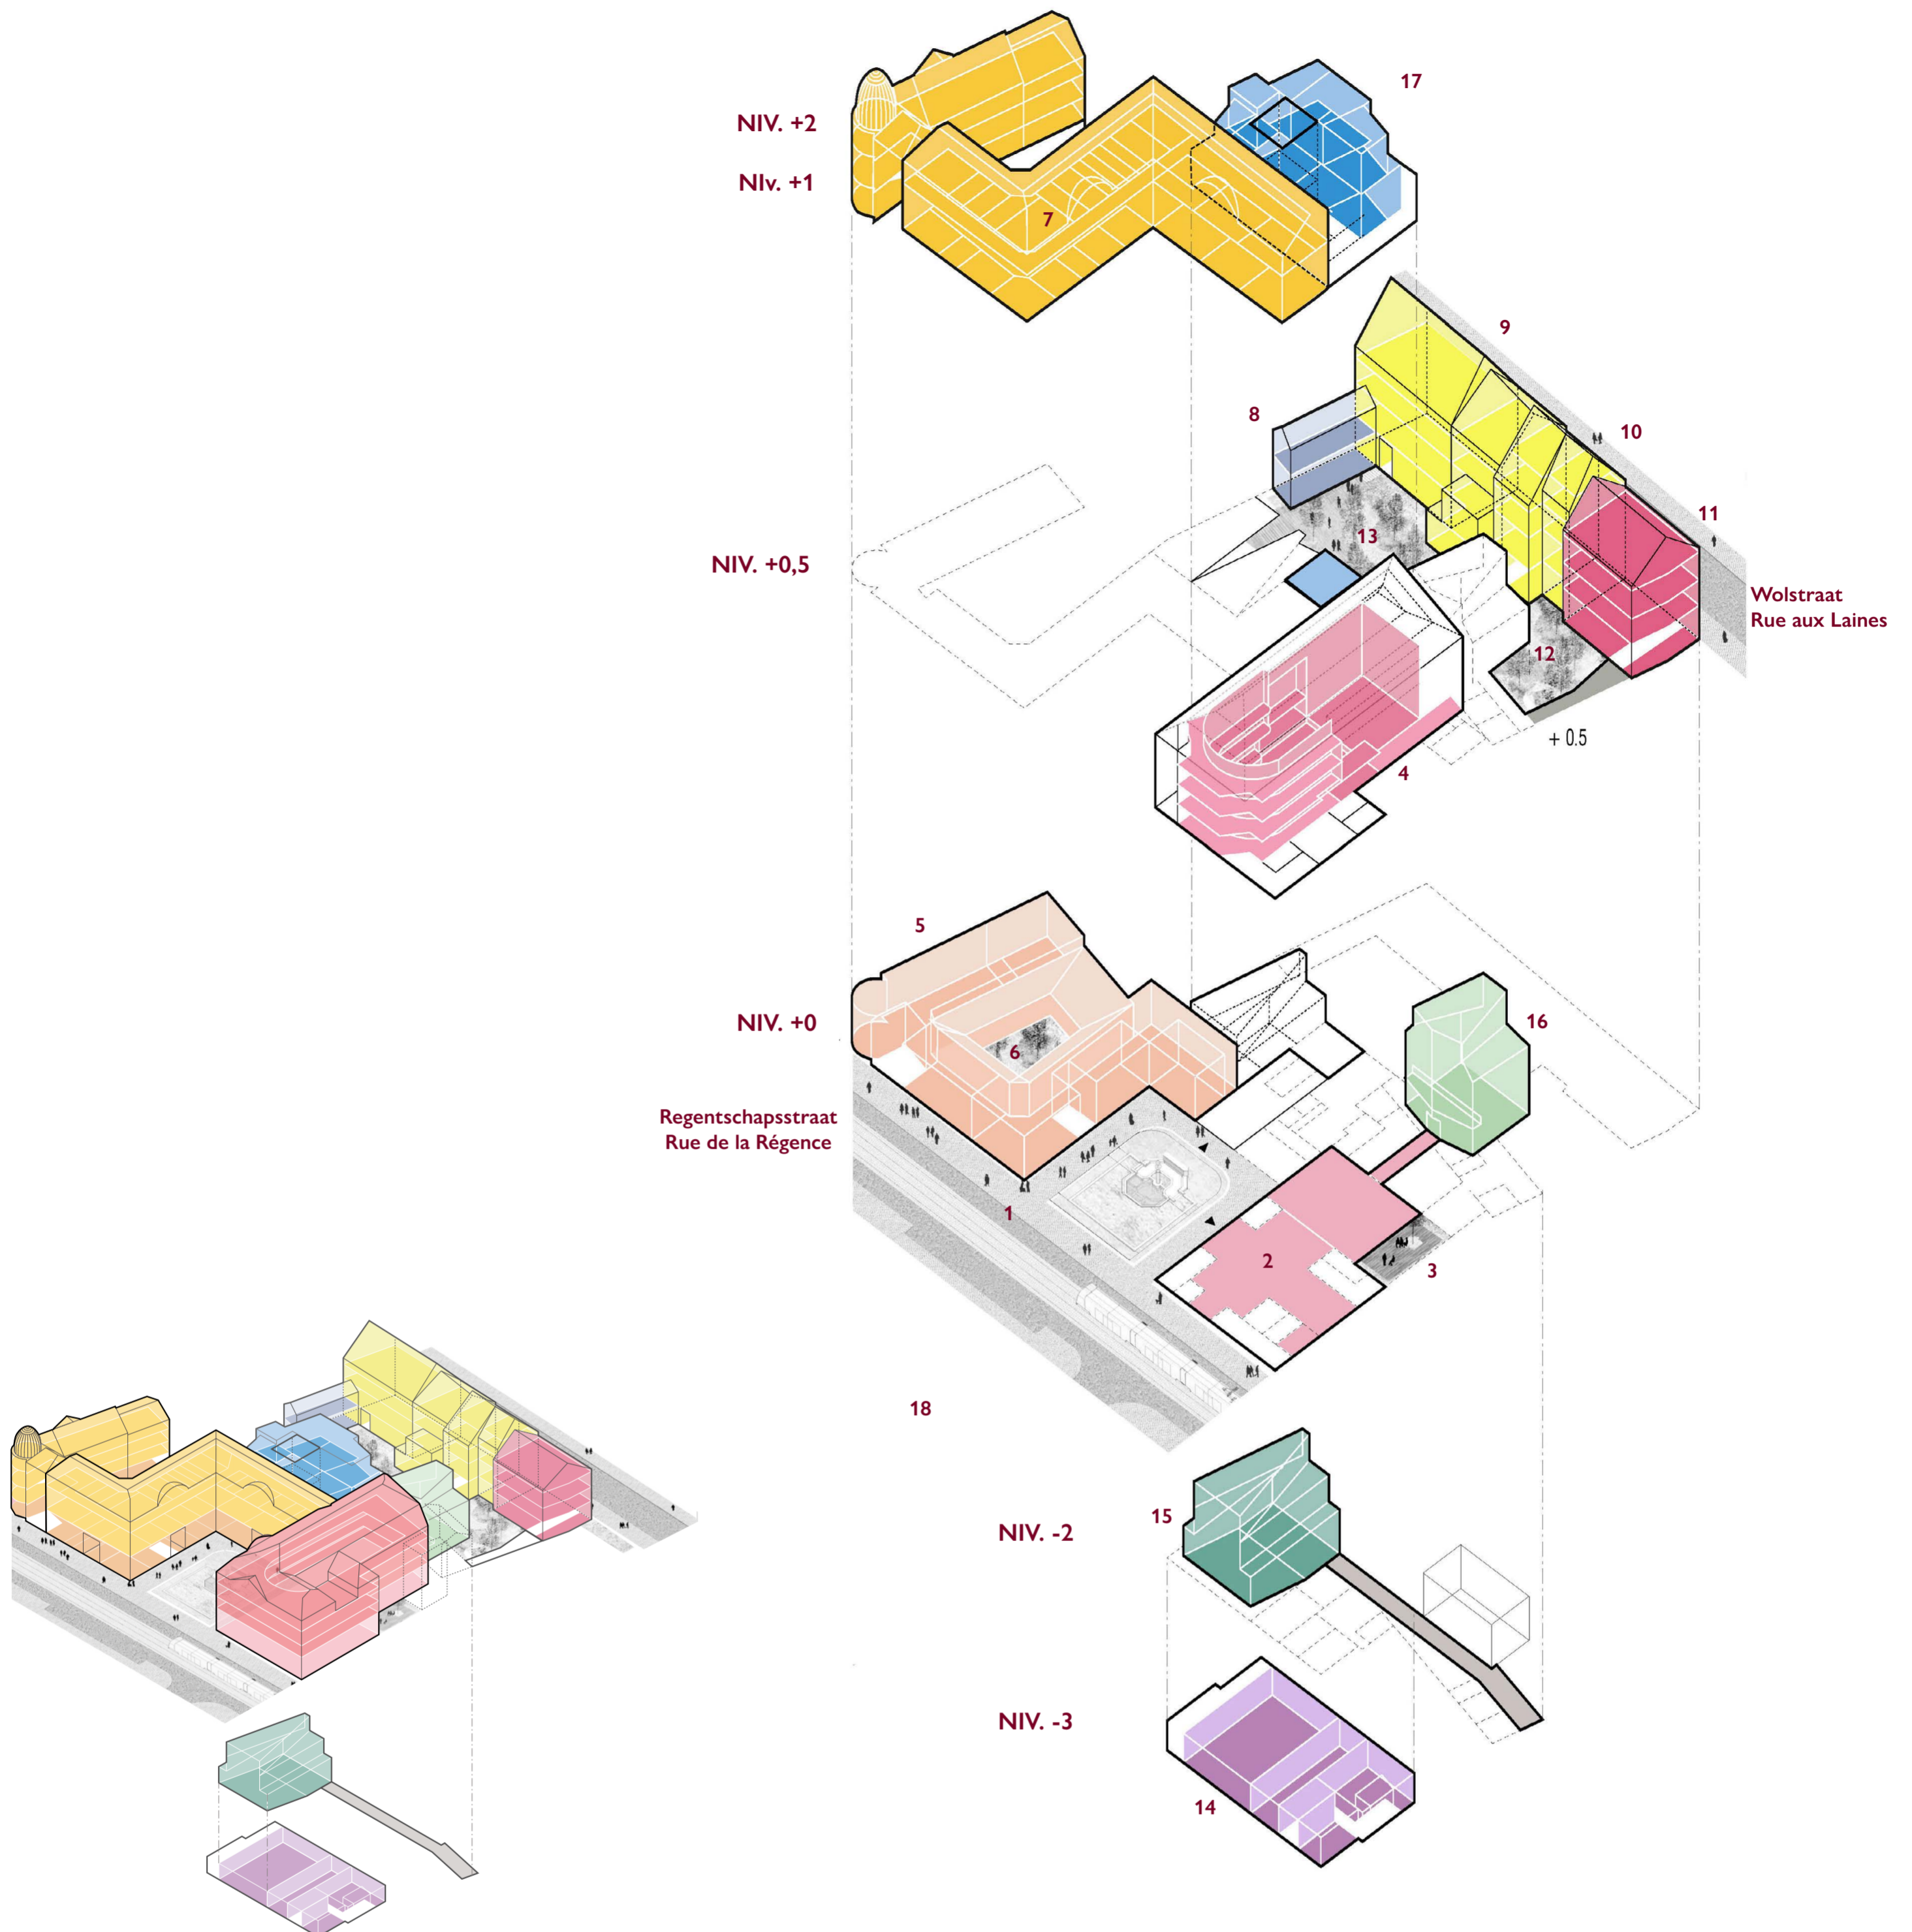 17
NIV. +2
NIv. +1
7
9
8
10
11
13
NIV. +0,5
Wolstraat
Rue aux Laines
12
+ 0.5
4
5
NIV. +0
16
6
Regentschapsstraat
Rue de la Régence
1
2
3
18
15
NIV. -2
NIV. -3
14